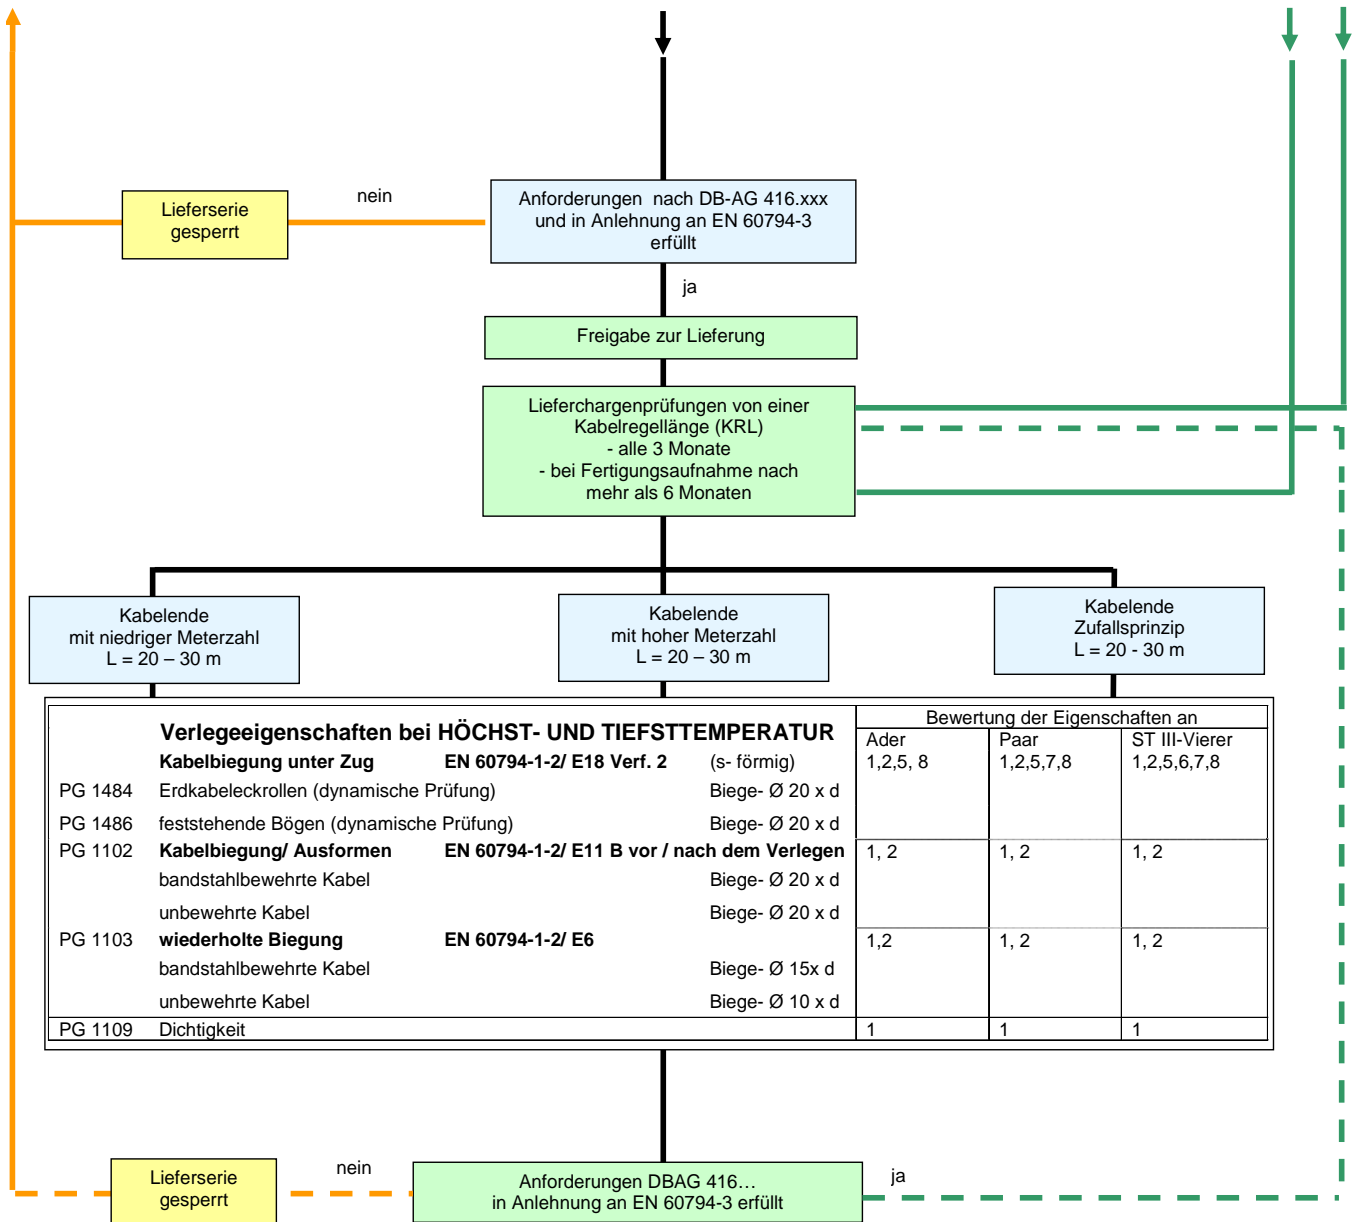 nein
Lieferserie
gesperrt
Anforderungen nach DB-AG 416.xxx
und in Anlehnung an EN 60794-3
erfüllt
ja
Freigabe zur Lieferung
Lieferchargenprüfungen von einer
Kabelregellänge (KRL)
- alle 3 Monate
- bei Fertigungsaufnahme nach
mehr als 6 Monaten
Kabelende
mit niedriger Meterzahl
L = 20 – 30 m
Kabelende
mit hoher Meterzahl
L = 20 – 30 m
Kabelende
Zufallsprinzip
L = 20 - 30 m
Verlegeeigenschaften bei HÖCHST- UND TIEFSTTEMPERATUR
Bewertung der Eigenschaften an
Ader Paar ST III-Vierer
Kabelbiegung unter Zug EN 60794-1-2/ E18 Verf. 2 (s- förmig) 1,2,5, 8 1,2,5,7,8 1,2,5,6,7,8
PG 1484 Erdkabeleckrollen (dynamische Prüfung) Biege- Ø 20 x d
PG 1486 feststehende Bögen (dynamische Prüfung) Biege- Ø 20 x d
PG 1102 Kabelbiegung/ Ausformen EN 60794-1-2/ E11 B vor / nach dem Verlegen 1, 2 1, 2 1, 2
bandstahlbewehrte Kabel Biege- Ø 20 x d
unbewehrte Kabel Biege- Ø 20 x d
PG 1103 wiederholte Biegung EN 60794-1-2/ E6 1,2 1, 2 1, 2
bandstahlbewehrte Kabel Biege- Ø 15x d
unbewehrte Kabel Biege- Ø 10 x d
PG 1109 Dichtigkeit 1 1 1
Lieferserie
gesperrt
nein
Anforderungen DBAG 416…
in Anlehnung an EN 60794-3 erfüllt
ja